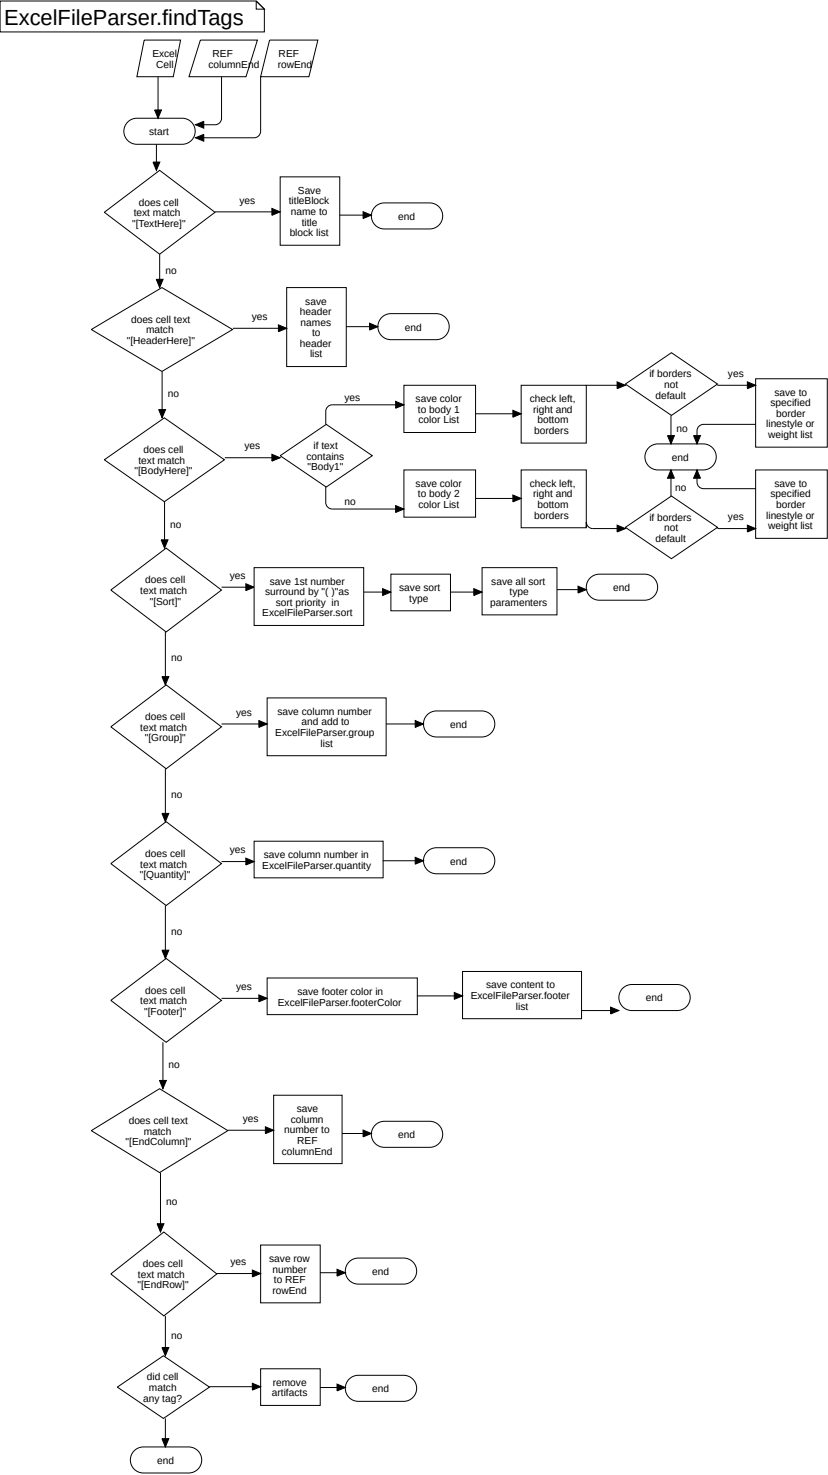 ExcelFileParser.findTags
Excel
Cell
REF
columnEnd
REF
rowEnd
start
does cell
text match
"[TextHere]"
yes
Save
titleBlock
name to
title
block list
end
no
does cell text
match
"[HeaderHere]
yes
save
header
names
to
header
list
end
no
does cell
text match
"[BodyHere]"
yes
if text
contains
"Body1"
yes
save color
to body 1
color List
check left,
right and
bottom
borders
if borders
not
default
yes
save to
specified
border
linestyle or
weight list
no
end
no
save color
to body 2
color List
check left,
right and
bottom
borders
no
if borders
not
default
yes
save to
specified
border
linestyle or
weight list
no
does cell
text match
"[Sort]"
yes
save 1st number
surround by "( )"as
sort priority  in
ExcelFileParser.sort
save sort
type
save all sort
type
paramenters
end
no
does cell
text match
"[Group]"
yes
save column number
and add to
ExcelFileParser.group
list
end
no
does cell
text match
"[Quantity]"
yes
save column number in
ExcelFileParser.quantity
end
no
does cell
text match
"[Footer]"
yes
save footer color in
ExcelFileParser.footerColor
save content to
ExcelFileParser.footer
list
end
no
does cell text
match
"[EndColumn]"
yes
save
column
number to
REF
columnEnd
end
no
does cell
text match
"[EndRow]"
yes
save row
number
to REF
rowEnd
end
no
did cell
match
any tag?
remove
artifacts
end
end